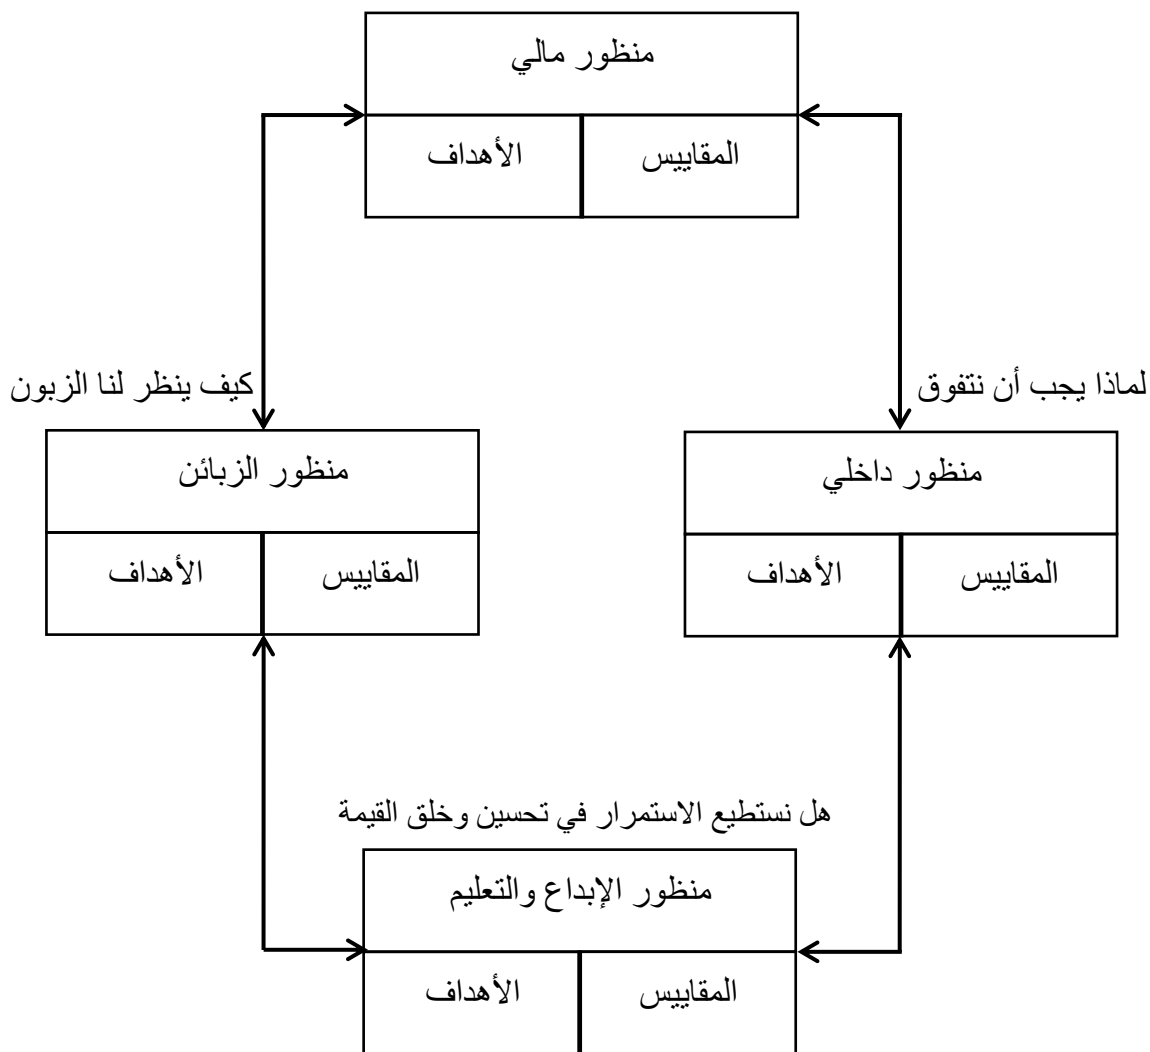 منظور مالي
المقاييس
الأهداف
لماذا يجب أن نتفوق
كيف ينظر لنا الزبون
منظور داخلي
المقاييس
الأهداف
منظور الزبائن
المقاييس
الأهداف
هل نستطيع الاستمرار في تحسين وخلق القيمة
منظور الإبداع والتعليم
المقاييس
الأهداف